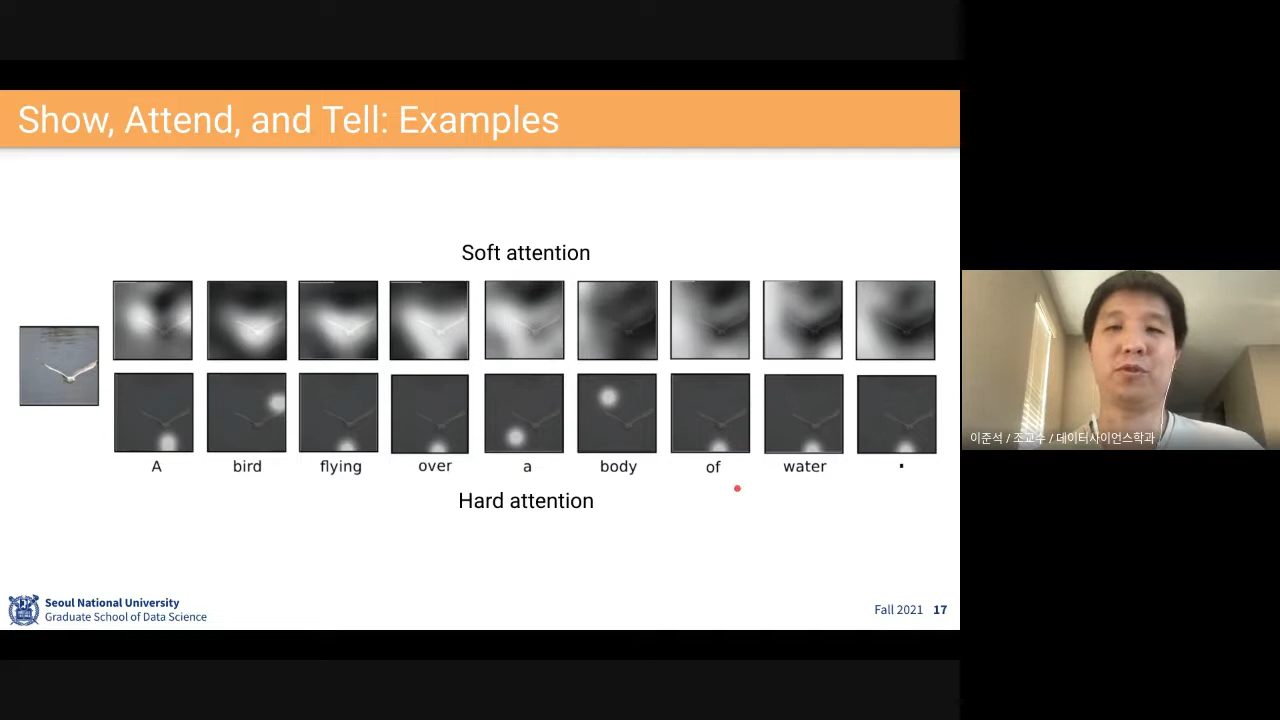 Show, Attend, and Tell: Examples
Soft attention
A bird flying over a body of water .
Hard attention
이준석 / 조교수 / 데이터사이언스학과
Seoul National University
Graduate School of Data Science
Fall 2021 17